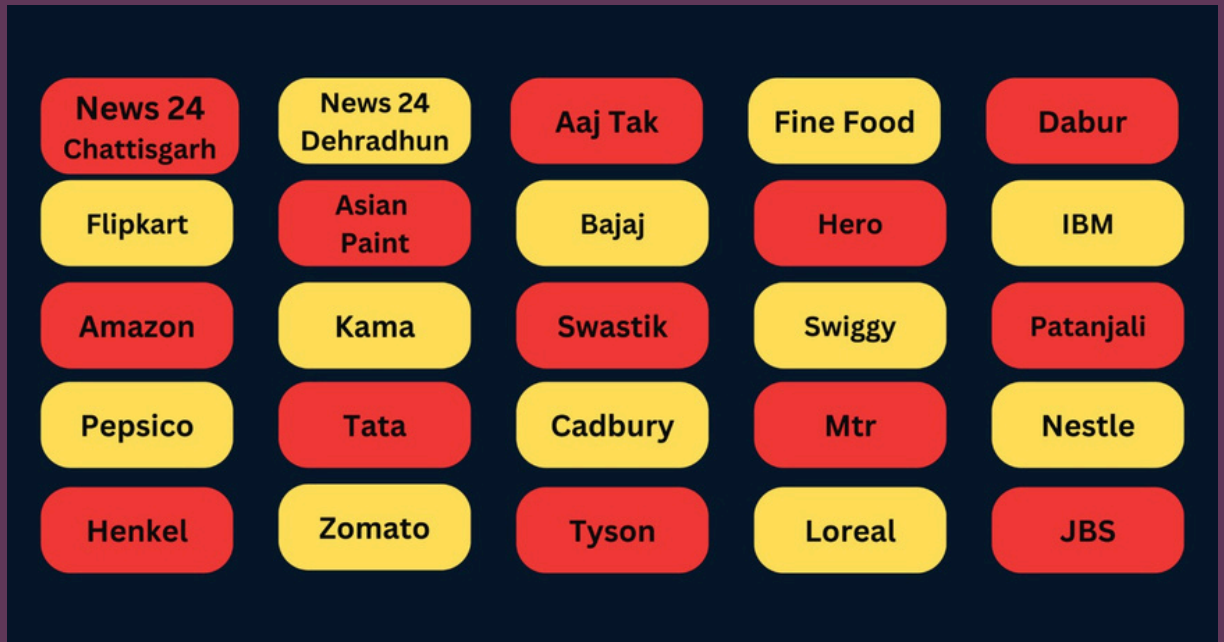 News 24
Chattisgarh
News 24
Dehradhun
Aaj Tak
Fine Food
Dabur
Flipkart
Asian
Paint
Bajaj
Hero
IBM
Amazon
Kama
Swastik
Swiggy
Patanjali
Pepsico
Tata
Cadbury
Mtr
Nestle
Henkel
Zomato
Tyson
Loreal
JBS